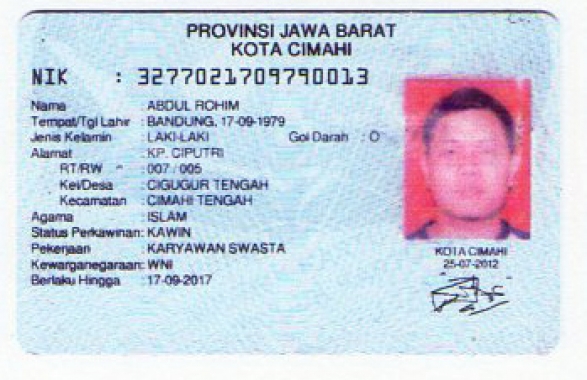 PROVINSI JAWA BARAT
KOTA CIMAHI
NIK : 3277021709790013
Nama : ABDUL ROHIM
Tempat/Tgl Lahir : BANDUNG, 17-09-1979
Jenis Kelamin : LAKI-LAKI Gol Darah : O
Alamat : KP. CIPUTRI
RT/RW : 007 / 005
Kel/Desa : CIGUGUR TENGAH
Kecamatan : CIMAHI TENGAH
Agama : ISLAM
Status Perkawinan: KAWIN
Pekerjaan : KARYAWAN SWASTA
Kewarganegaraan: WNI
Berlaku Hingga : 17-09-2017
KOTA CIMAHI
25-07-2012